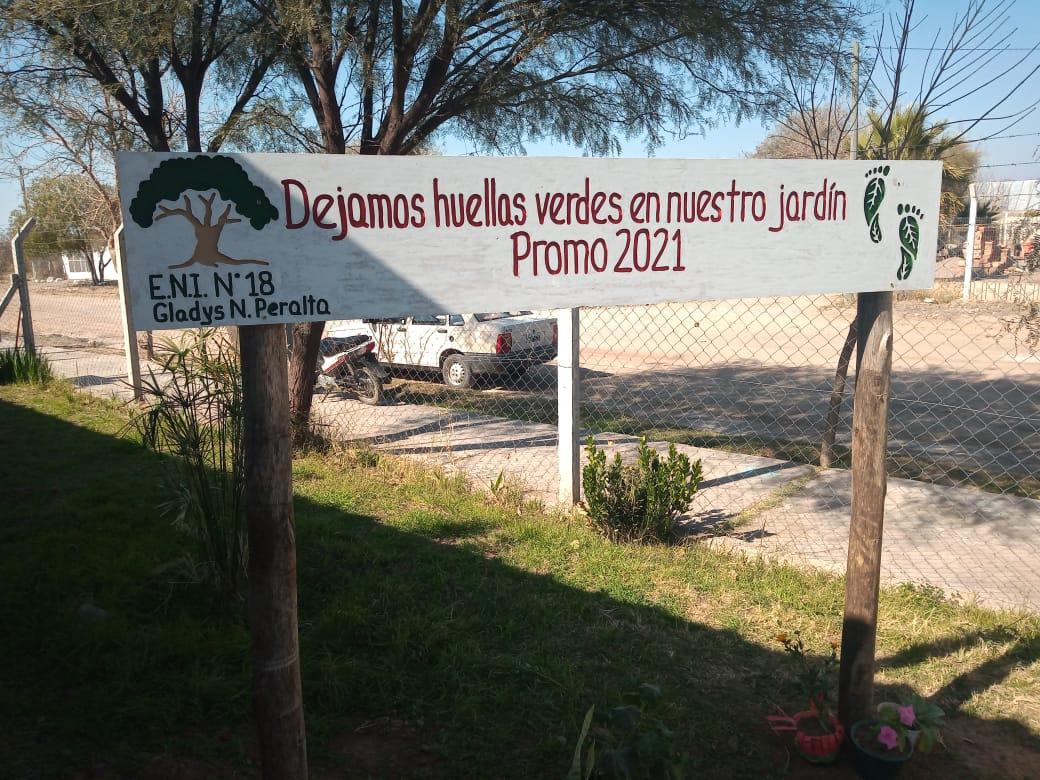 Dejamos huellas verdes en nuestro jardín
Promo 2021
E.N.I. N° 18
Gladys N. Peralta